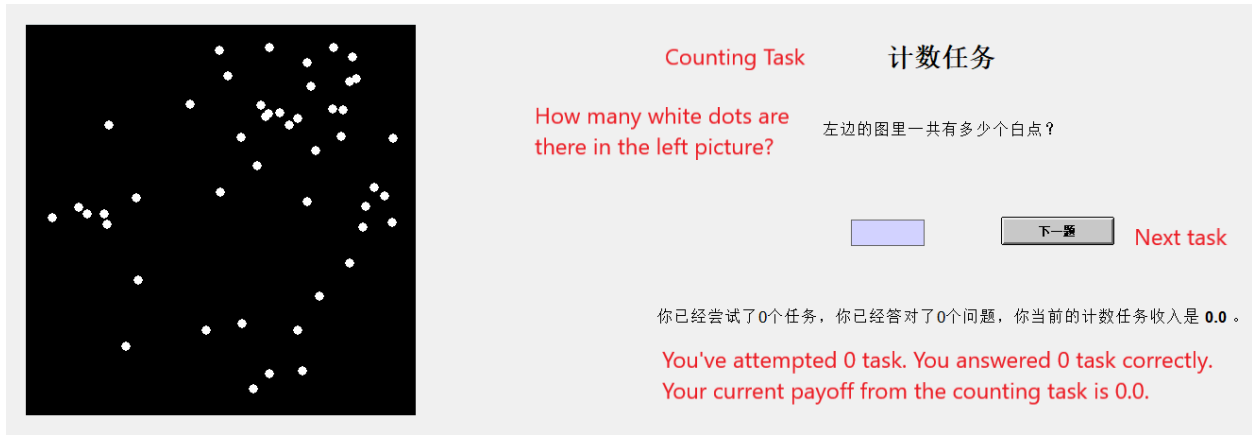 Counting Task
计数任务
How many white dots are
there in the left picture?
左边的图里一共有多少个白点？
下一题
Next task
你已经尝试了0个任务，你已经答对了0个问题，你当前的计数任务收入是 0.0 。
You've attempted 0 task. You answered 0 task correctly.
Your current payoff from the counting task is 0.0.